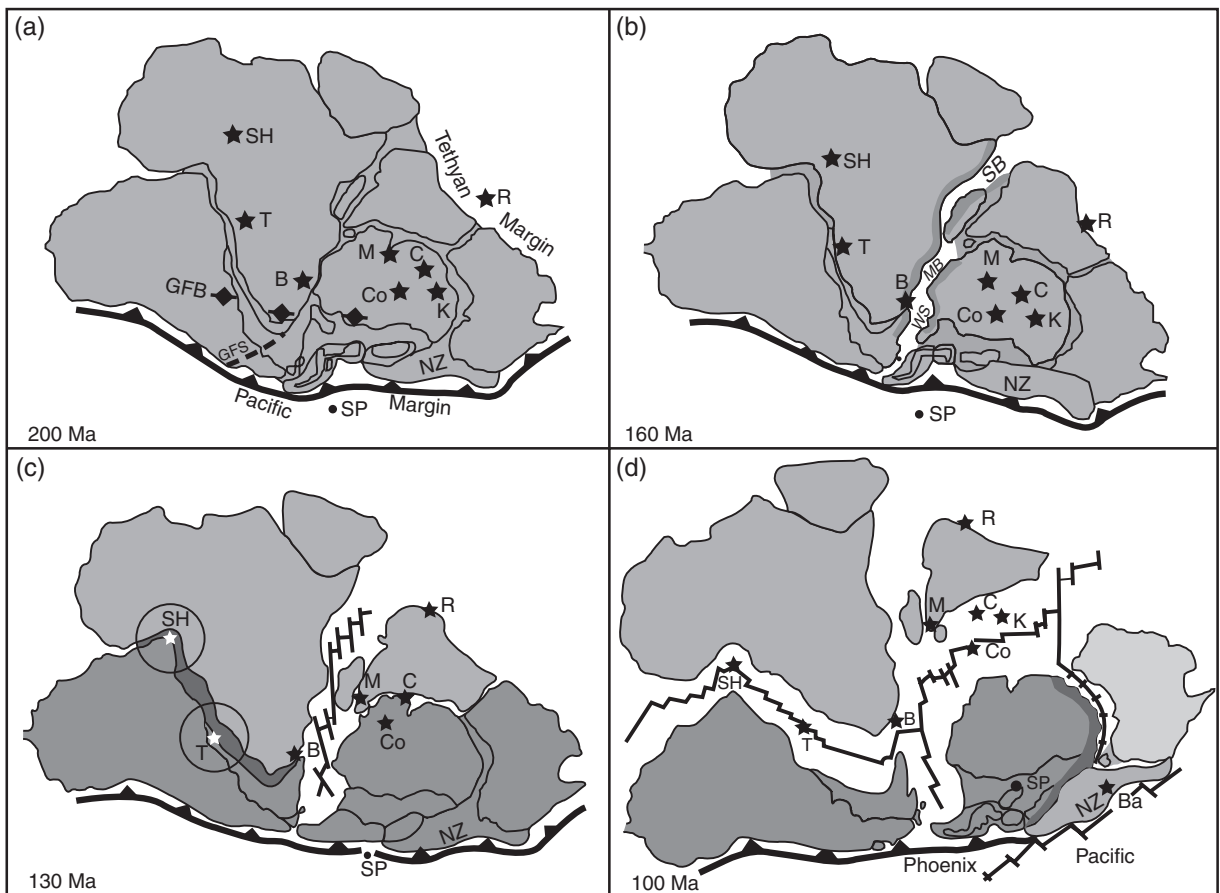 (a)
SH
Tethyan
R
Margin
T
M
C
B
GFB
Co
K
GFS
NZ
Pacific
SP
Margin
200 Ma
(b)
SH
SB
R
T
M
MB
B
C
WS
Co
K
NZ
SP
160 Ma
(c)
SH
R
M
C
T
Co
B
NZ
SP
130 Ma
(d)
R
M
C
K
Co
SH
B
T
SP
NZ
Ba
Phoenix
Pacific
100 Ma